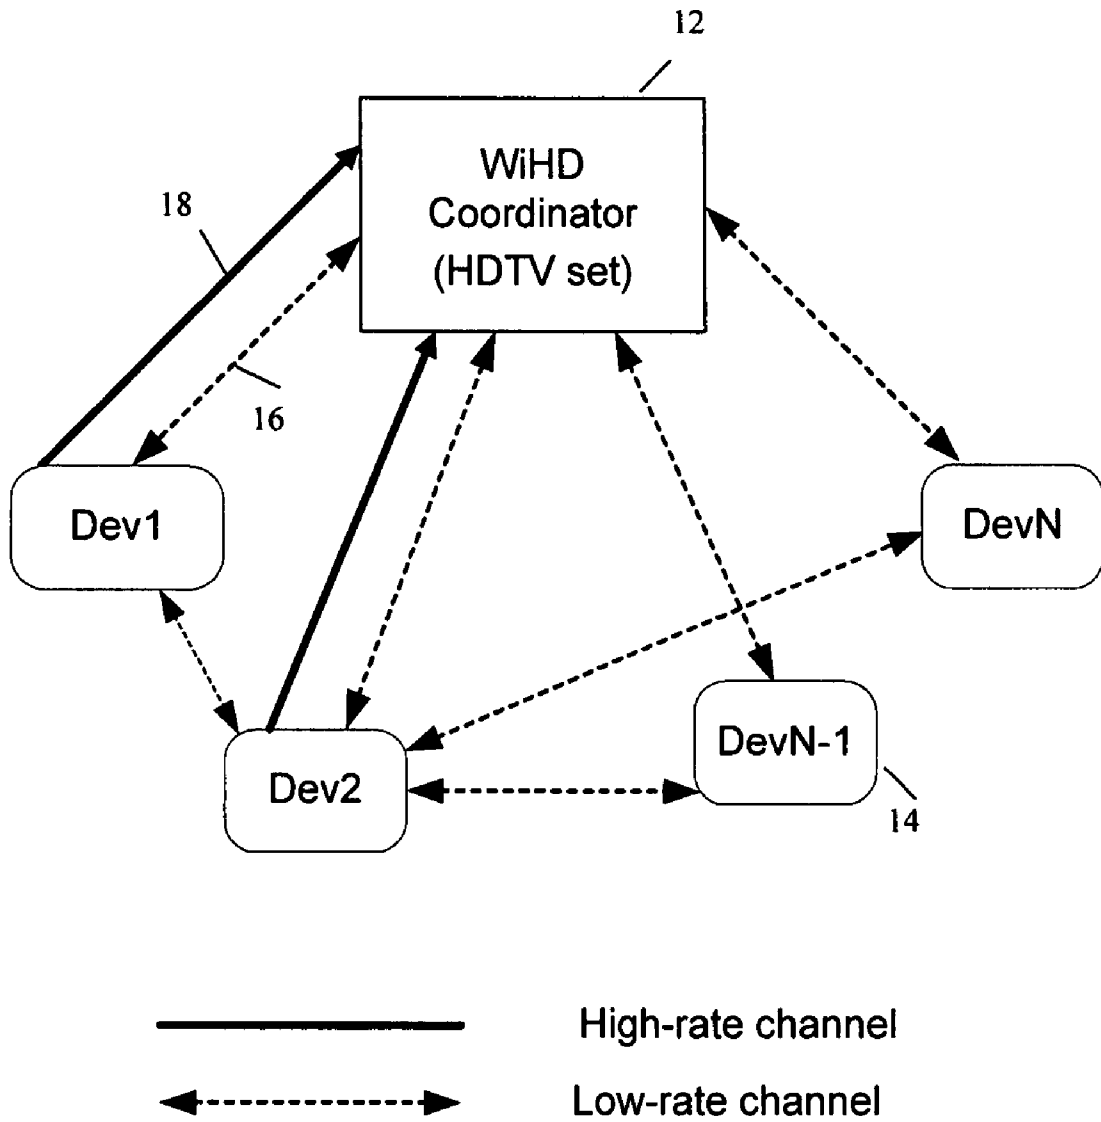 12
WiHD
Coordinator
(HDTV set)
18
16
Dev1
DevN
DevN-1
Dev2
14
High-rate channel
Low-rate channel